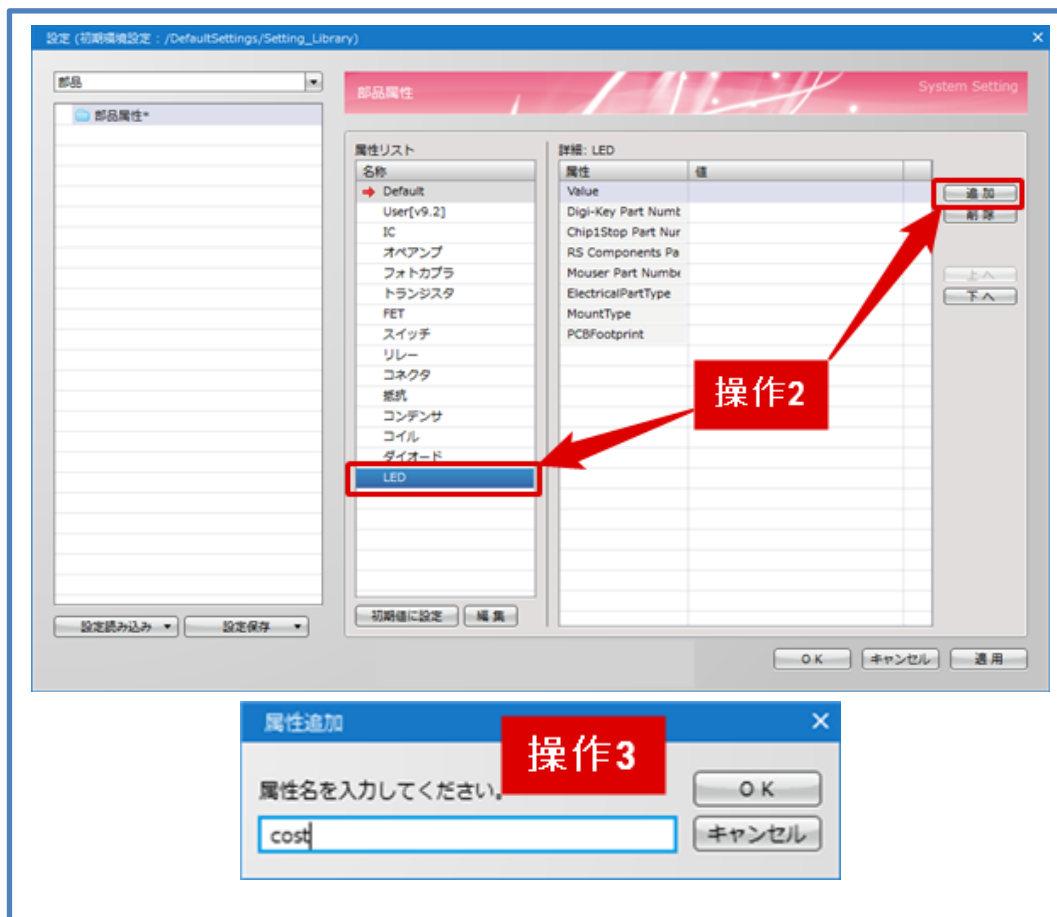 設定 (初期環境設定 : /DefaultSettings/Setting_Library)
部品
部品属性*
部品属性
System Setting
属性リスト
名称
Default
User[v9.2]
IC
オペアンプ
フォトカプラ
トランジスタ
FET
スイッチ
リレー
コネクタ
抵抗
コンデンサ
コイル
ダイオード
LED
初期値に設定
編集
詳細: LED
属性 値
Value
Digi-Key Part Numb
Chip1Stop Part Nur
RS Components Pa
Mouser Part Numbe
ElectricalPartType
MountType
PCBFootprint
追加
削除
上へ
下へ
操作2
設定読み込み
設定保存
OK
キャンセル
適用
属性追加
操作3
属性名を入力してください。
cost
OK
キャンセル